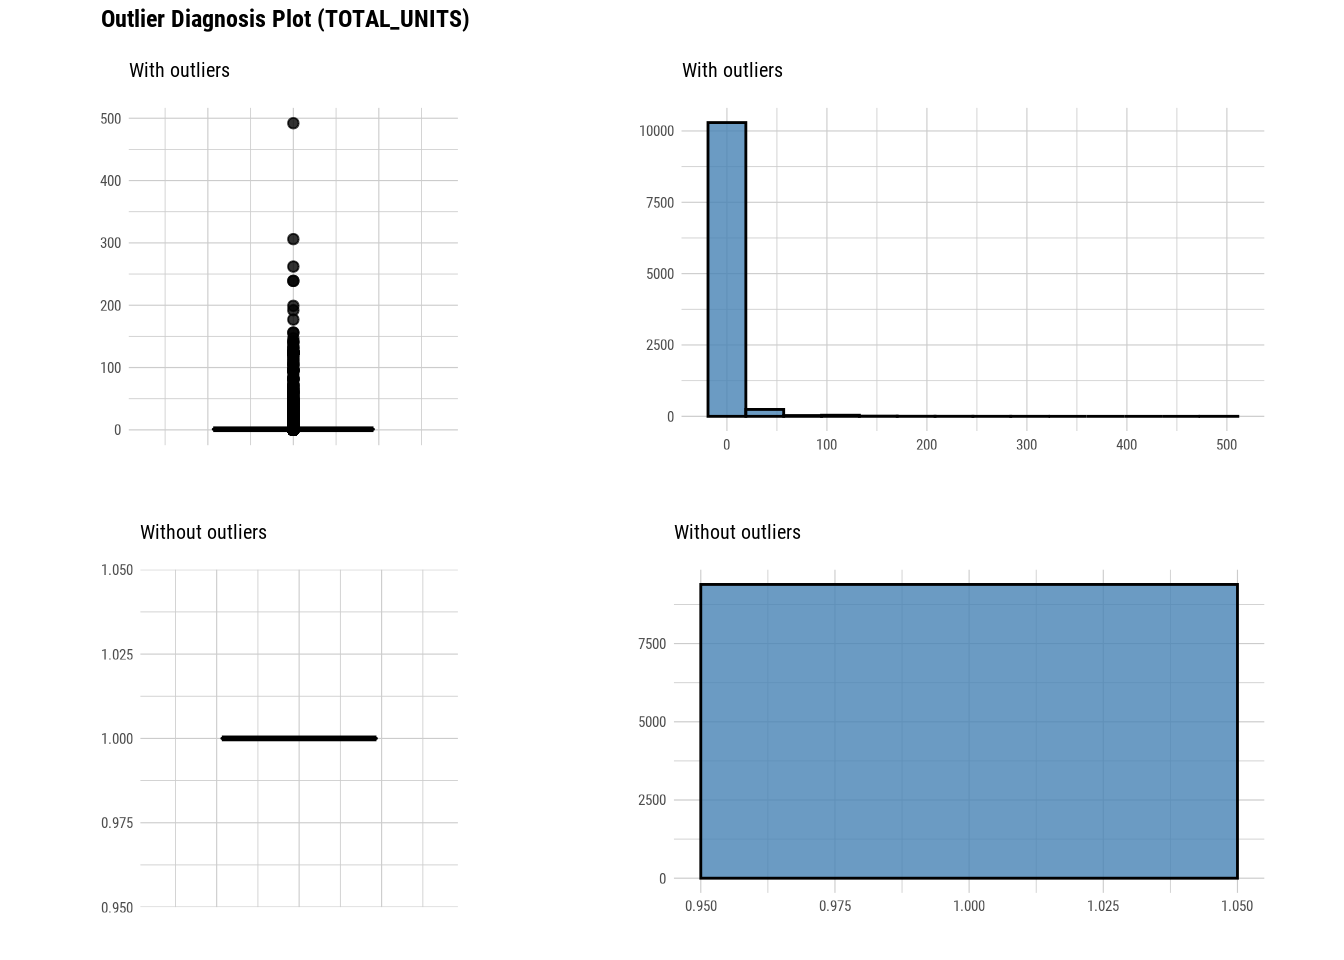 Outlier Diagnosis Plot (TOTAL_UNITS)
With outliers
500
400
300
200
100
0
With outliers
10000
7500
5000
2500
0
0 100 200 300 400 500
Without outliers
1.050
1.025
1.000
0.975
0.950
Without outliers
7500
5000
2500
0
0.950 0.975 1.000 1.025 1.050